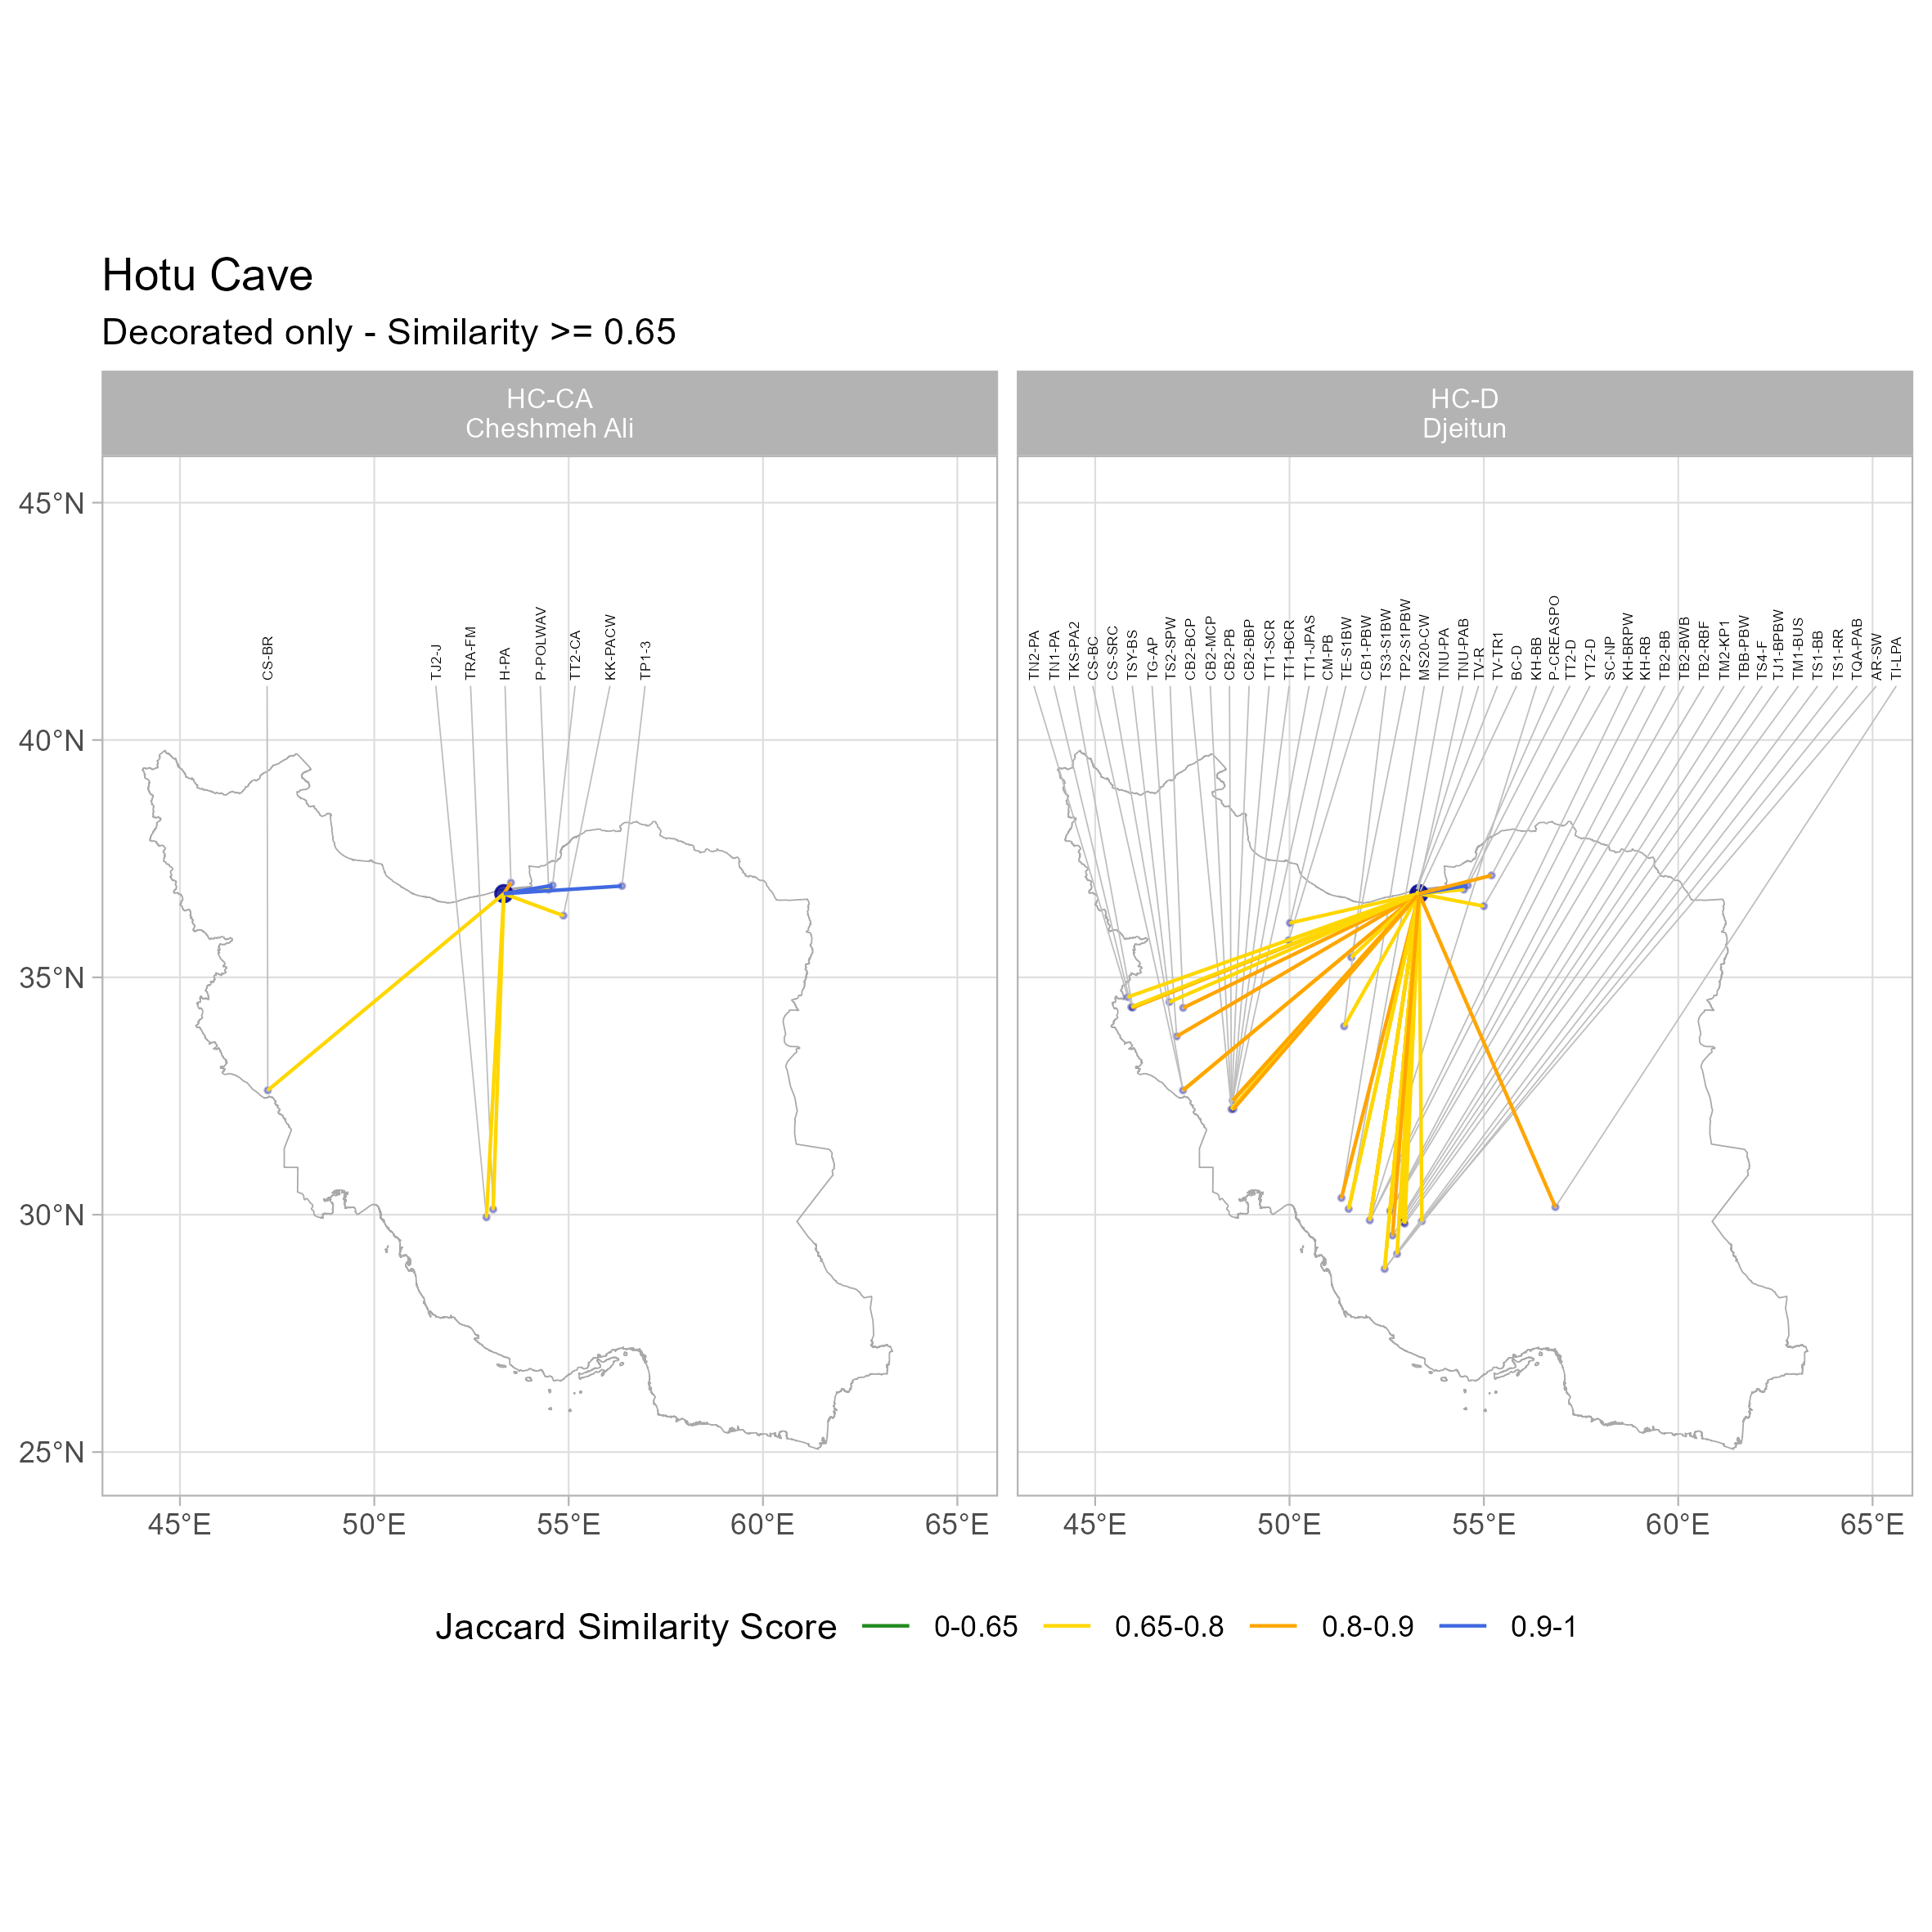 Hotu Cave
Decorated only - Similarity >= 0.65
HC-CA
Cheshmeh Ali
HC-D
Djeitun
CS-BR
TJ2-J
TRA-FM
H-PA
P-POLWAV
TT2-CA
KK-PACW
TP1-3
TN2-PA
TN1-PA
TKS-PA2
CS-BC
CS-SRC
TSY-BS
TG-AP
TS2-SPW
CB2-BCP
CB2-MCP
CB2-PB
CB2-BBP
TT1-SCR
TT1-BCR
TT1-JPAS
CM-PB
TE-S1BW
CB1-PBW
TS3-S1BW
TP2-S1PBW
MS20-CW
TNU-PA
TNU-PAB
TV-R
TV-TR1
BC-D
KH-BB
P-CREASPO
TT2-D
YT2-D
SC-NP
KH-BRPW
KH-RB
TB2-BB
TB2-BWB
TB2-RBF
TM2-KP1
TBB-PBW
TS4-F
TJ1-BPBW
TM1-BUS
TS1-BB
TS1-RR
TQA-PAB
AR-SW
TI-LPA
45°N
40°N
35°N
30°N
25°N
45°E 50°E 55°E 60°E 65°E
45°E 50°E 55°E 60°E 65°E
Jaccard Similarity Score 0-0.65 0.65-0.8 0.8-0.9 0.9-1